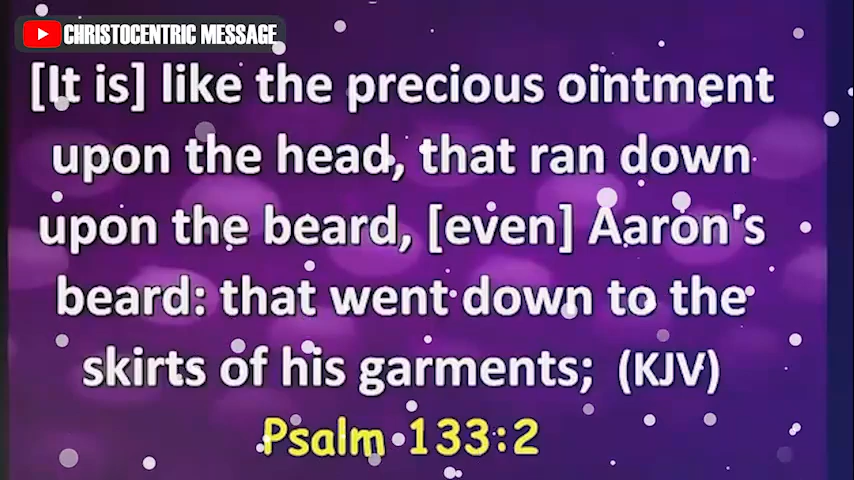 CHRISTOCENTRIC MESSAGE
[It is] like the precious ointment
upon the head, that ran down
upon the beard, [even] Aaron's
beard: that went down to the
skirts of his garments; (KJV)
Psalm 133:2